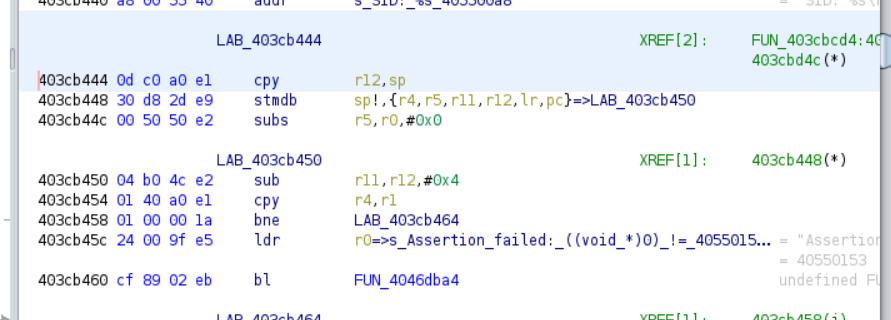 403cb440 a8 00 55 40 addr s_SID:_%s_405500a8 = "SID: %s\
LAB_403cb444 XREF[2]: FUN_403cbcd4:40
403cbd4c(*)
403cb444 0d c0 a0 e1 cpy r12,sp
403cb448 30 d8 2d e9 stmdb sp!,{r4,r5,r11,r12,lr,pc}=>LAB_403cb450
403cb44c 00 50 50 e2 subs r5,r0,#0x0
LAB_403cb450 XREF[1]: 403cb448(*)
403cb450 04 b0 4c e2 sub r11,r12,#0x4
403cb454 01 40 a0 e1 cpy r4,r1
403cb458 01 00 00 1a bne LAB_403cb464
403cb45c 24 00 9f e5 ldr r0=>s_Assertion_failed:_((void_*)0)_!=_4055015... = "Assertion
= 40550153
403cb460 cf 89 02 eb bl FUN_4046dba4 undefined FU
LAB_403cb464 XREF[1]: 403cb458(j)